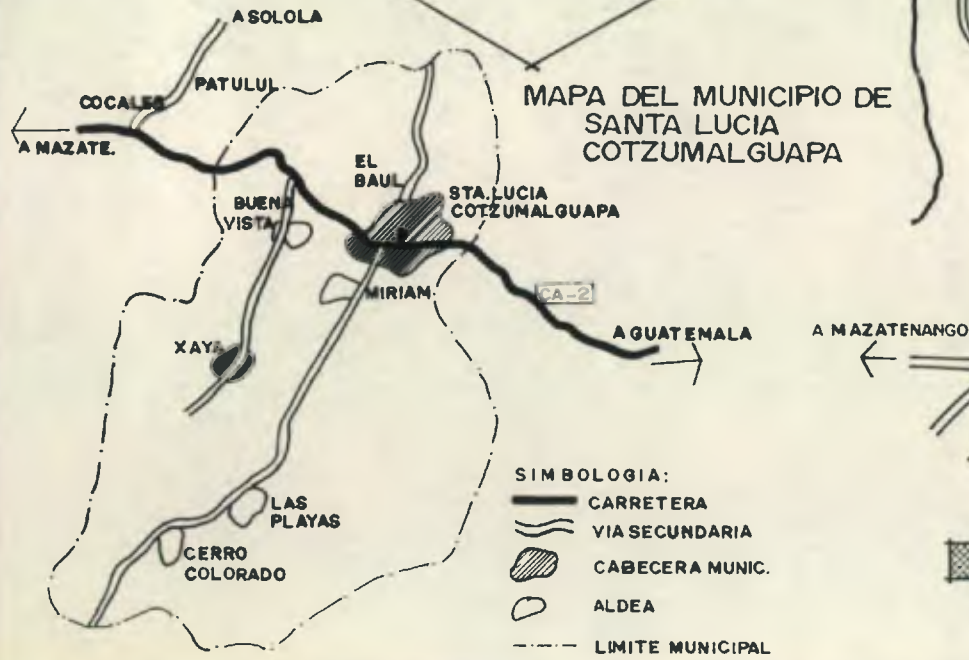 A SOLOLA
PATULUL
COCALES
A MAZATE.
MAPA DEL MUNICIPIO DE
SANTA LUCIA
COTZUMALGUAPA
EL
BAUL
STA. LUCIA
COTZUMALGUAPA
BUENA
VISTA
MIRIAM
CA-2
XAYA
A GUATEMALA
A MAZATENANGO
LAS
PLAYAS
CERRO
COLORADO
SIMBOLOGIA:
CARRETERA
VIA SECUNDARIA
CABECERA MUNIC.
ALDEA
LIMITE MUNICIPAL